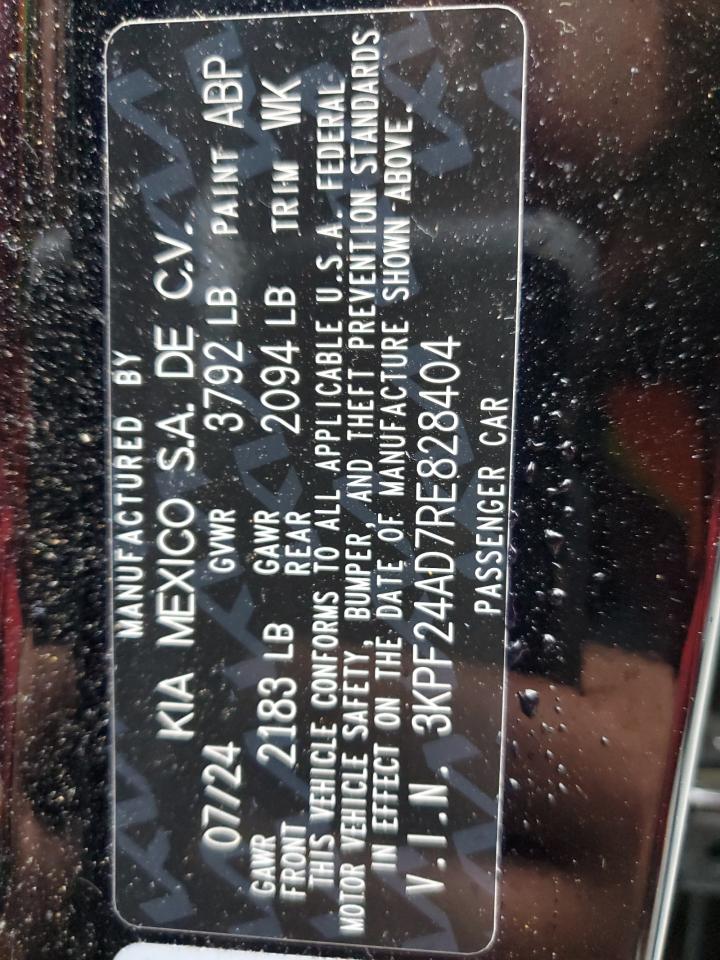 MANUFACTURED BY
KIA MEXICO S.A. DE C.V.
07/24 GVWR 3792 LB PAINT ABP
GAWR FRONT 2183 LB GAWR REAR 2094 LB TRIM WK
THIS VEHICLE CONFORMS TO ALL APPLICABLE U.S.A. FEDERAL
MOTOR VEHICLE SAFETY, BUMPER, AND THEFT PREVENTION STANDARDS
IN EFFECT ON THE DATE OF MANUFACTURE SHOWN ABOVE.
V.I.N. 3KPF24AD7RE828404
PASSENGER CAR